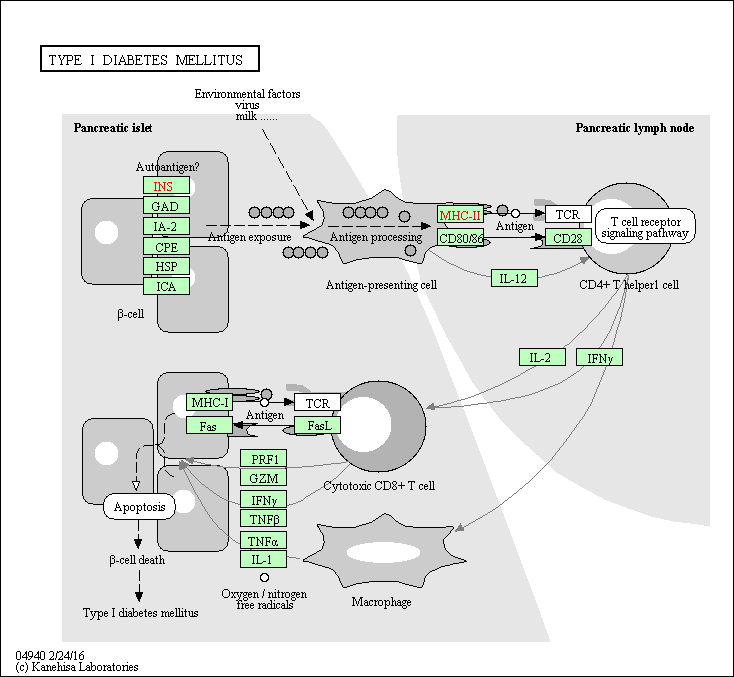 TYPE I DIABETES MELLITUS
Environmental factors
virus
milk ......
Pancreatic islet
Pancreatic lymph node
Autoantigen?
INS
GAD
IA-2
CPE
HSP
ICA
β-cell
Antigen exposure
Antigen processing
Antigen-presenting cell
MHC-II
CD80/86
Antigen
TCR
CD28
T cell receptor
signaling pathway
IL-12
CD4+ T helper1 cell
IL-2
IFNγ
MHC-I
Fas
Antigen
TCR
FasL
PRF1
GZM
IFNγ
TNFβ
TNFα
IL-1
Cytotoxic CD8+ T cell
Apoptosis
β-cell death
Type I diabetes mellitus
Oxygen / nitrogen
free radicals
Macrophage
04940 2/24/16
(c) Kanehisa Laboratories